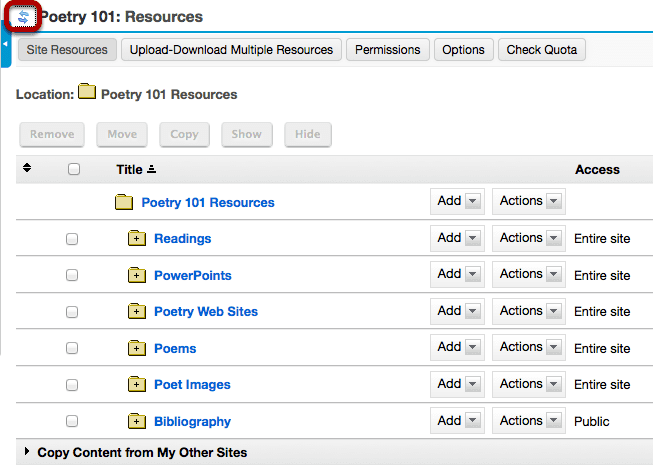 Poetry 101: Resources
Site Resources Upload-Download Multiple Resources Permissions Options Check Quota
Location: Poetry 101 Resources
Remove Move Copy Show Hide
Title Access
Poetry 101 Resources Add Actions
Readings Add Actions Entire site
PowerPoints Add Actions Entire site
Poetry Web Sites Add Actions Entire site
Poems Add Actions Entire site
Poet Images Add Actions Entire site
Bibliography Add Actions Public
Copy Content from My Other Sites